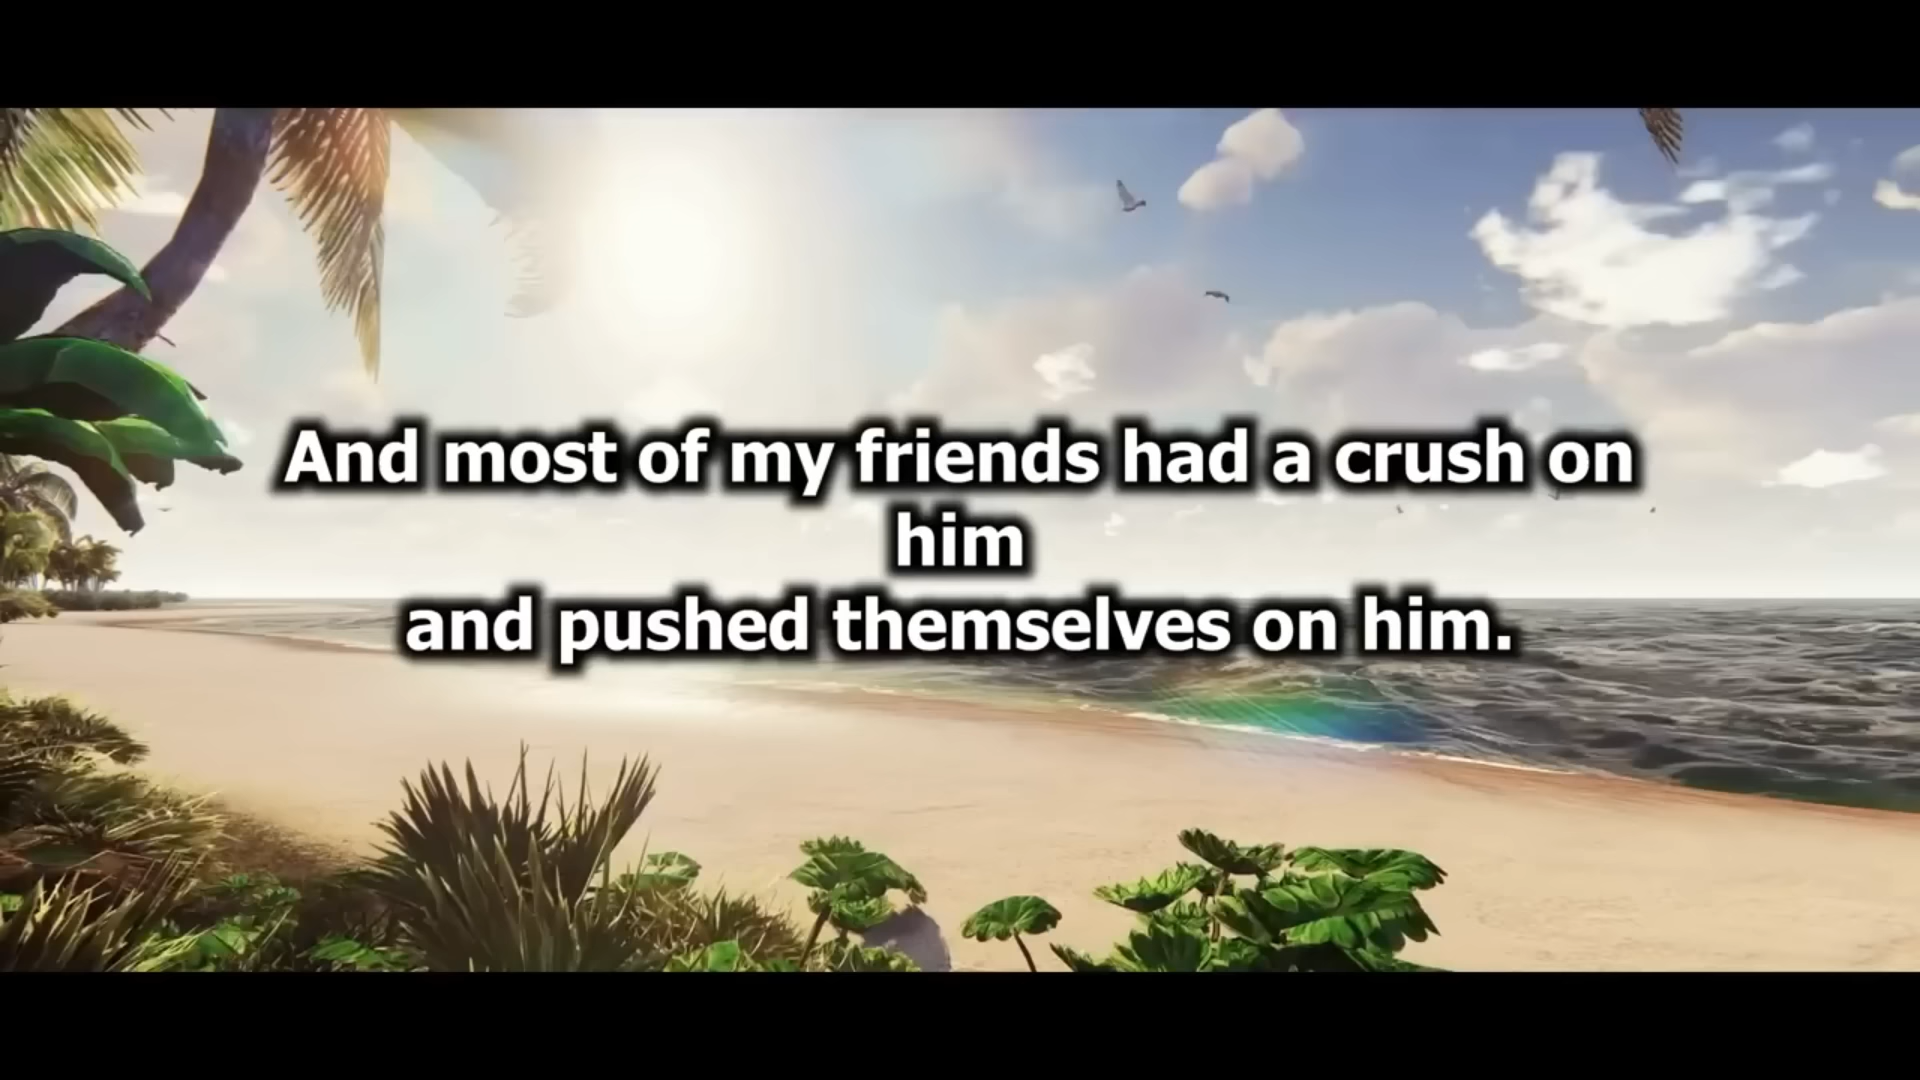 And most of my friends had a crush on
him
and pushed themselves on him.